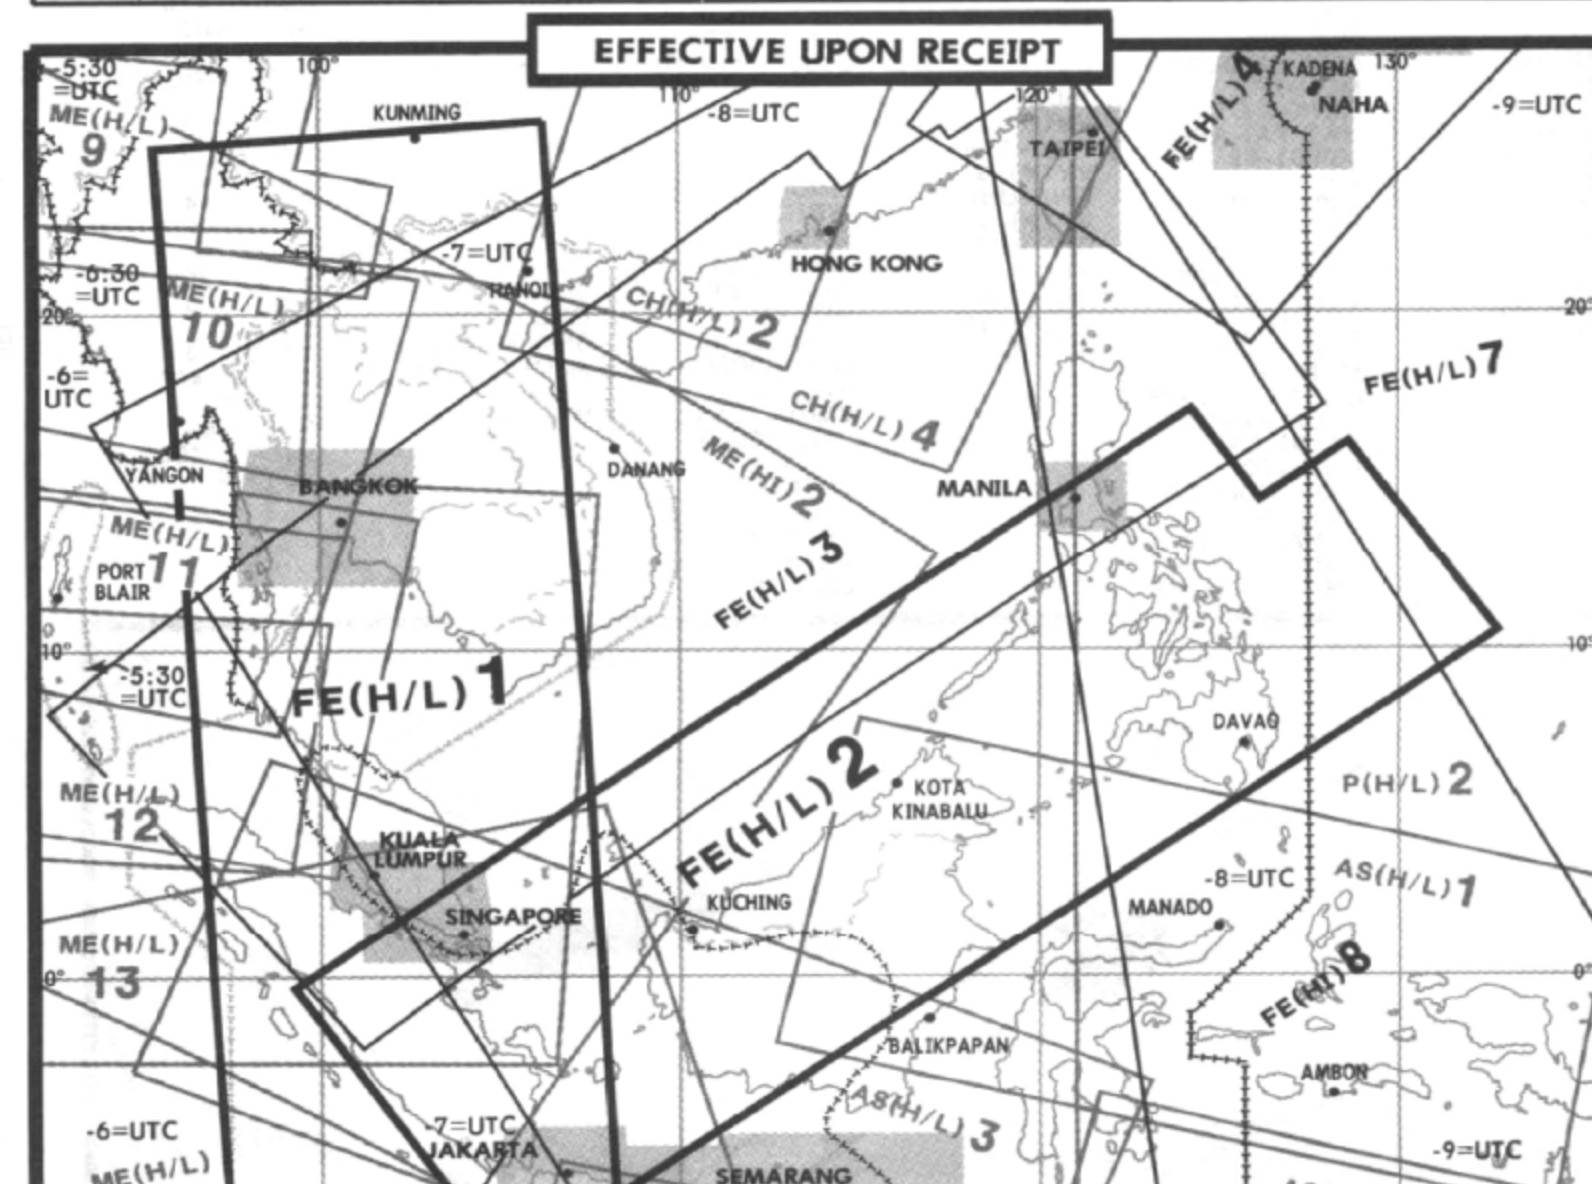 EFFECTIVE UPON RECEIPT
-5:30
=UTC
100°
110°
-8=UTC
120°
130°
KADENA
NAHA
-9=UTC
ME(H/L)
9
KUNMING
TAIPEI
FE(H/L)4
-7=UTC
HANOI
HONG KONG
-6:30
=UTC
ME(H/L)
10
CH(H/L)2
20°
20°
-6=
UTC
CH(H/L)4
FE(H/L)7
YANGON
BANGKOK
DANANG
ME(HI)2
MANILA
ME(H/L)
11
PORT
BLAIR
FE(H/L)3
10°
10°
-5:30
=UTC
FE(H/L)1
DAVAO
ME(H/L)
12
FE(H/L)2
KOTA
KINABALU
P(H/L)2
KUALA
LUMPUR
-8=UTC
AS(H/L)1
SINGAPORE
KUCHING
MANADO
ME(H/L)
13
0°
0°
FE(HI)8
BALIKPAPAN
AMBON
-6=UTC
-7=UTC
JAKARTA
AS(H/L)3
-9=UTC
ME(H/L)
SEMARANG